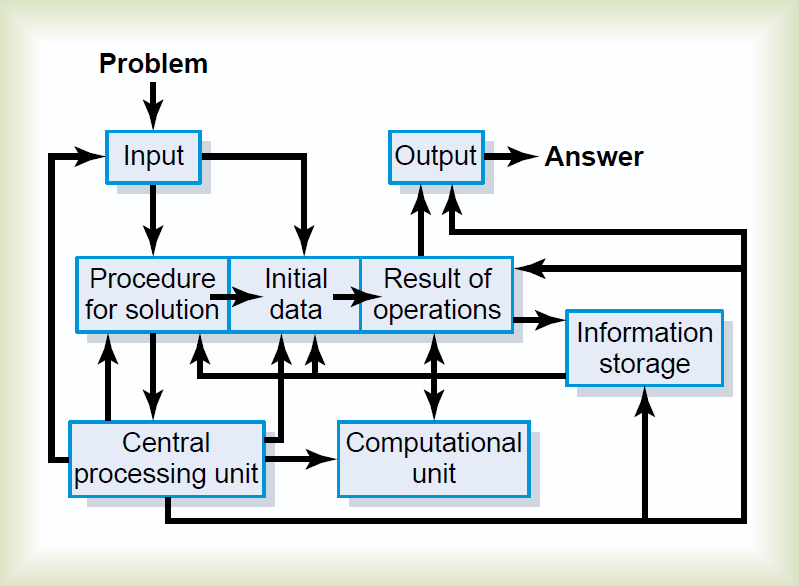 Problem
Input
Output
Answer
Procedure
for solution
Initial
data
Result of
operations
Information
storage
Central
processing unit
Computational
unit